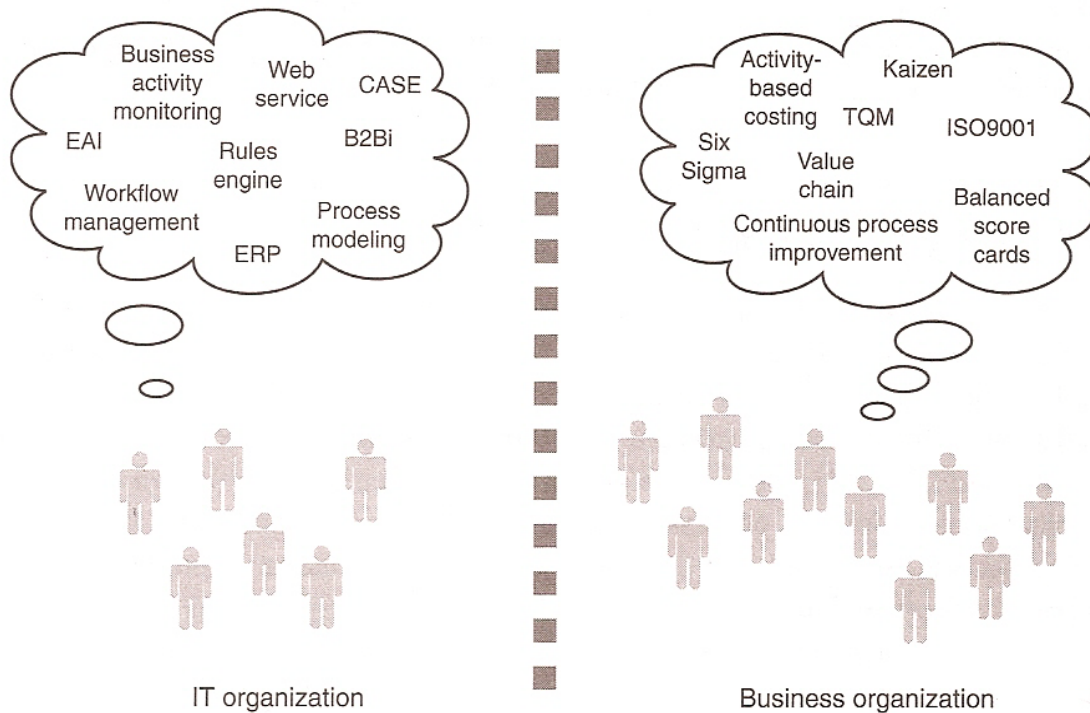 Business
activity
monitoring
Web
service
CASE
EAI
Rules
engine
B2Bi
Workflow
management
ERP
Process
modeling
IT organization
Activity-
based
costing
Kaizen
TQM
ISO9001
Six
Sigma
Value
chain
Continuous process
improvement
Balanced
score
cards
Business organization